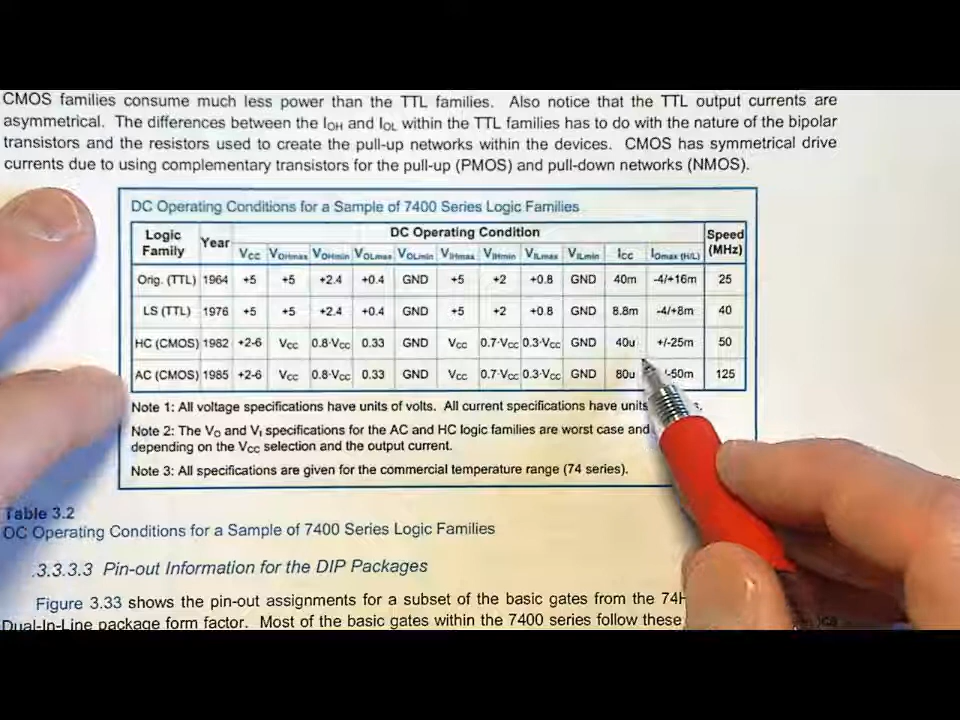 CMOS families consume much less power than the TTL families. Also notice that the TTL output currents are
asymmetrical. The differences between the IOH and IOL within the TTL families has to do with the nature of the bipolar
transistors and the resistors used to create the pull-up networks within the devices. CMOS has symmetrical drive
currents due to using complementary transistors for the pull-up (PMOS) and pull-down networks (NMOS).
DC Operating Conditions for a Sample of 7400 Series Logic Families
Logic Family Year DC Operating Condition Speed (MHz)
VCC VOHmax VOHmin VOLmax VOLmin VIHmax VIHmin VILmax VILmin ICC IOmax (H/L)
Orig. (TTL) 1964 +5 +5 +2.4 +0.4 GND +5 +2 +0.8 GND 40m -4/+16m 25
LS (TTL) 1976 +5 +5 +2.4 +0.4 GND +5 +2 +0.8 GND 8.8m -4/+8m 40
HC (CMOS) 1982 +2-6 VCC 0.8·VCC 0.33 GND VCC 0.7·VCC 0.3·VCC GND 40u +/-25m 50
AC (CMOS) 1985 +2-6 VCC 0.8·VCC 0.33 GND VCC 0.7·VCC 0.3·VCC GND 80u /-50m 125
Note 1: All voltage specifications have units of volts. All current specifications have units
Note 2: The VO and VI specifications for the AC and HC logic families are worst case and
depending on the VCC selection and the output current.
Note 3: All specifications are given for the commercial temperature range (74 series).
Table 3.2
DC Operating Conditions for a Sample of 7400 Series Logic Families
.3.3.3.3 Pin-out Information for the DIP Packages
Figure 3.33 shows the pin-out assignments for a subset of the basic gates from the
Dual-In-Line package form factor. Most of the basic gates within the 7400 series follow these